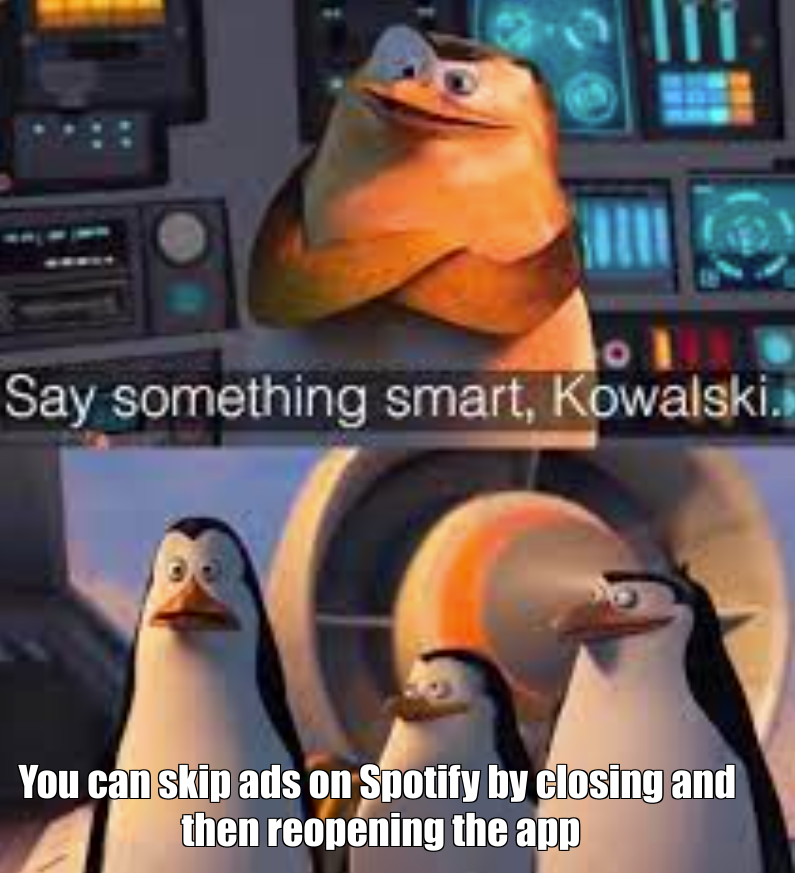 Say something smart, Kowalski.
You can skip ads on Spotify by closing and
then reopening the app